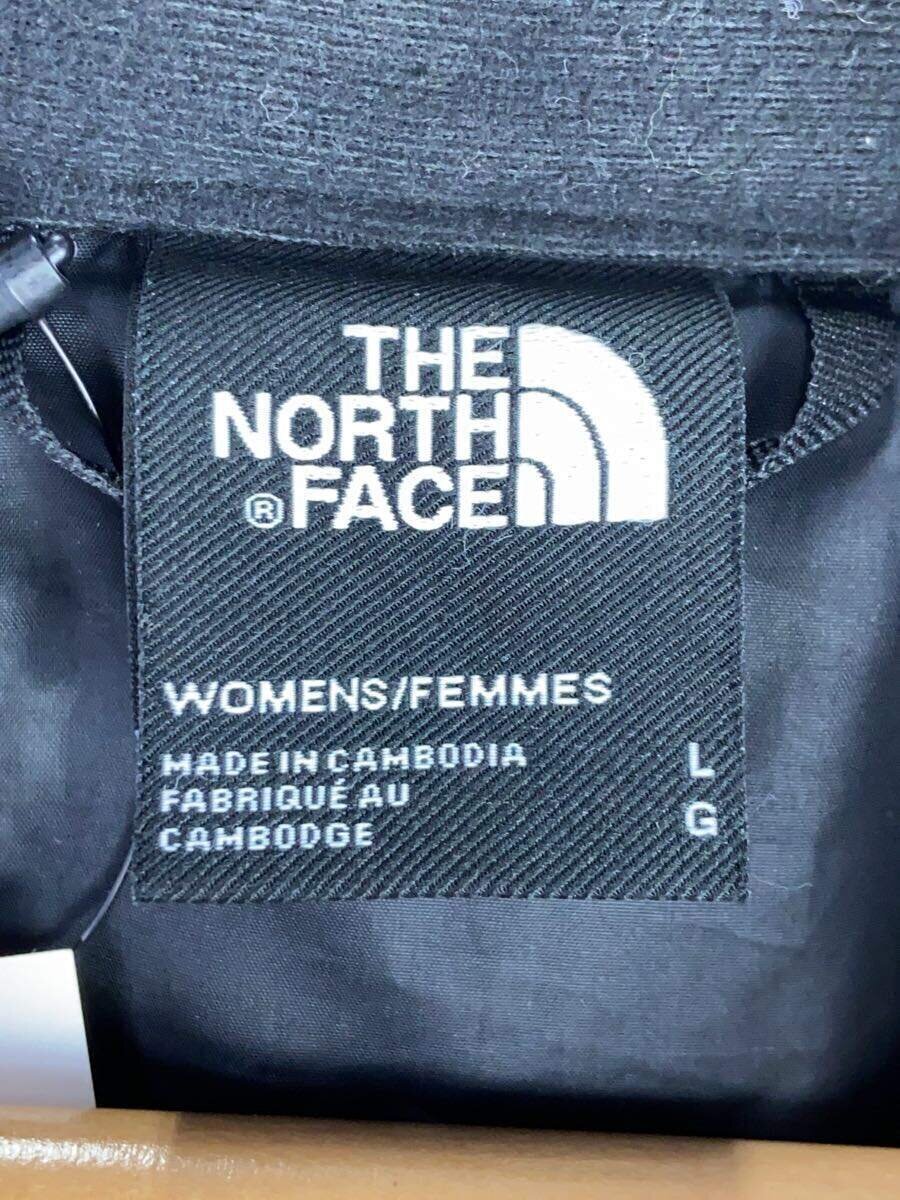 THE
NORTH
®FACE
WOMENS/FEMMES
MADE IN CAMBODIA L
FABRIQUÉ AU G
CAMBODGE